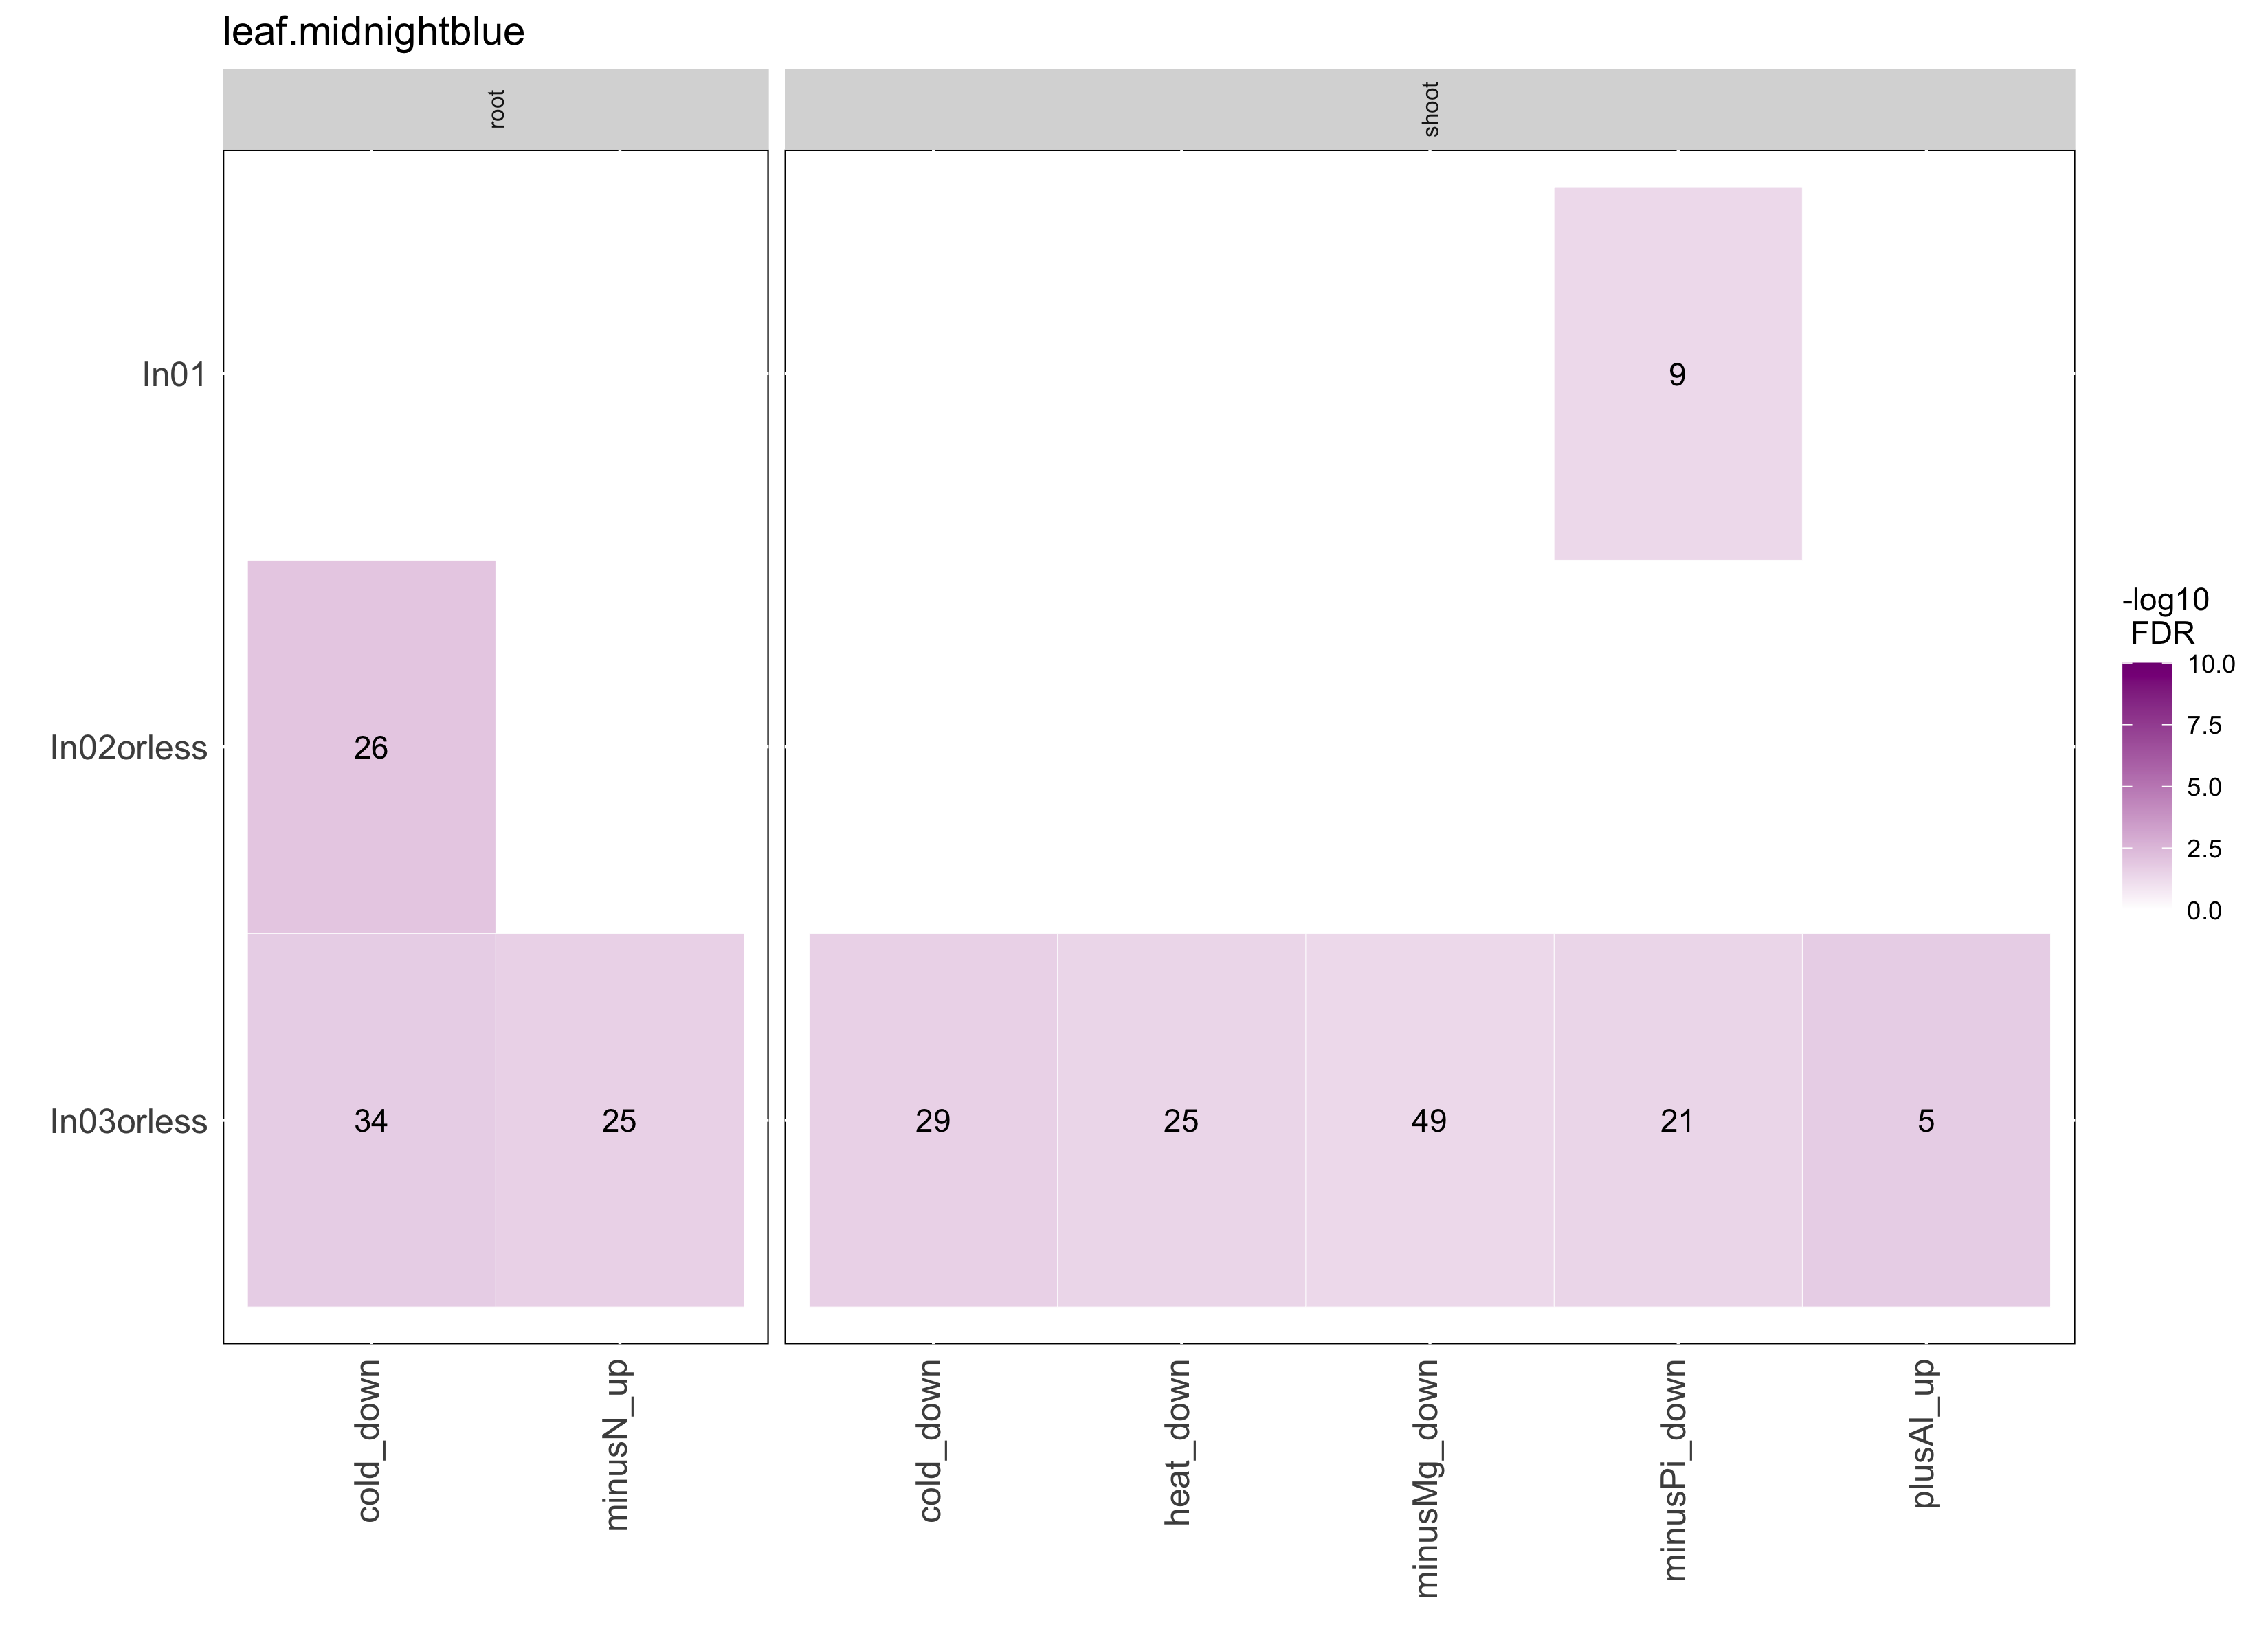 leaf.midnightblue
root
shoot
In01
9
In02orless
26
In03orless
34
25
29
25
49
21
5
cold_down
minusN_up
cold_down
heat_down
minusMg_down
minusPi_down
plusAl_up
-log10
FDR
10.0
7.5
5.0
2.5
0.0